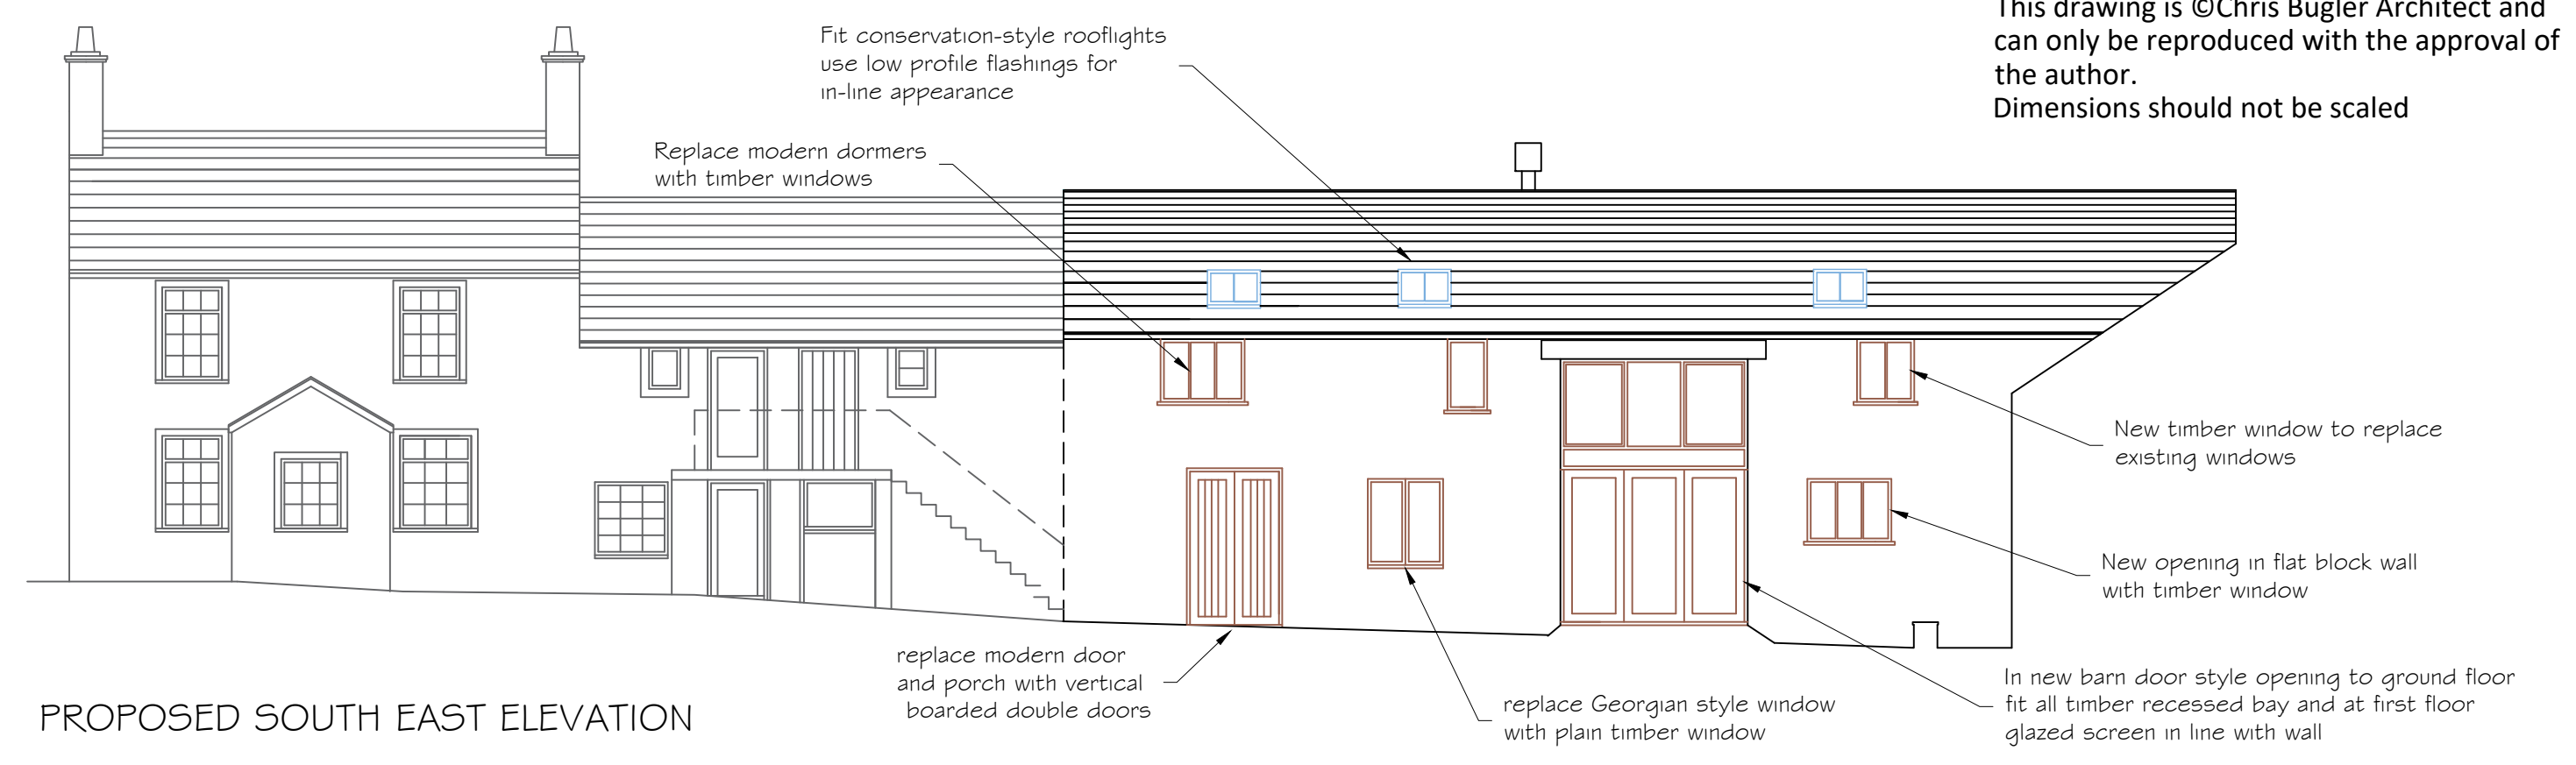 This drawing is ©Chris Bugler Architect and
can only be reproduced with the approval of
the author.
Dimensions should not be scaled
Fit conservation-style rooflights
use low profile flashings for
in-line appearance
Replace modern dormers
with timber windows
New timber window to replace
existing windows
New opening in flat block wall
with timber window
replace modern door
and porch with vertical
boarded double doors
replace Georgian style window
with plain timber window
In new barn door style opening to ground floor
fit all timber recessed bay and at first floor
glazed screen in line with wall
PROPOSED SOUTH EAST ELEVATION